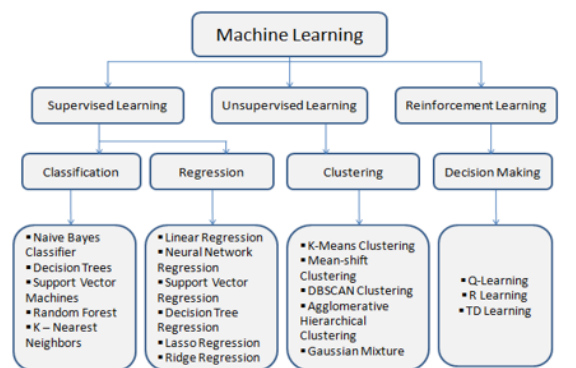 Machine Learning
Supervised Learning
Unsupervised Learning
Reinforcement Learning
Classification
Regression
Clustering
Decision Making
▪ Naive Bayes
Classifier
▪ Decision Trees
▪ Support Vector
Machines
▪ Random Forest
▪ K – Nearest
Neighbors
▪ Linear Regression
▪ Neural Network
Regression
▪ Support Vector
Regression
▪ Decision Tree
Regression
▪ Lasso Regression
▪ Ridge Regression
▪ K-Means Clustering
▪ Mean-shift
Clustering
▪ DBSCAN Clustering
▪ Agglomerative
Hierarchical
Clustering
▪ Gaussian Mixture
▪ Q-Learning
▪ R Learning
▪ TD Learning